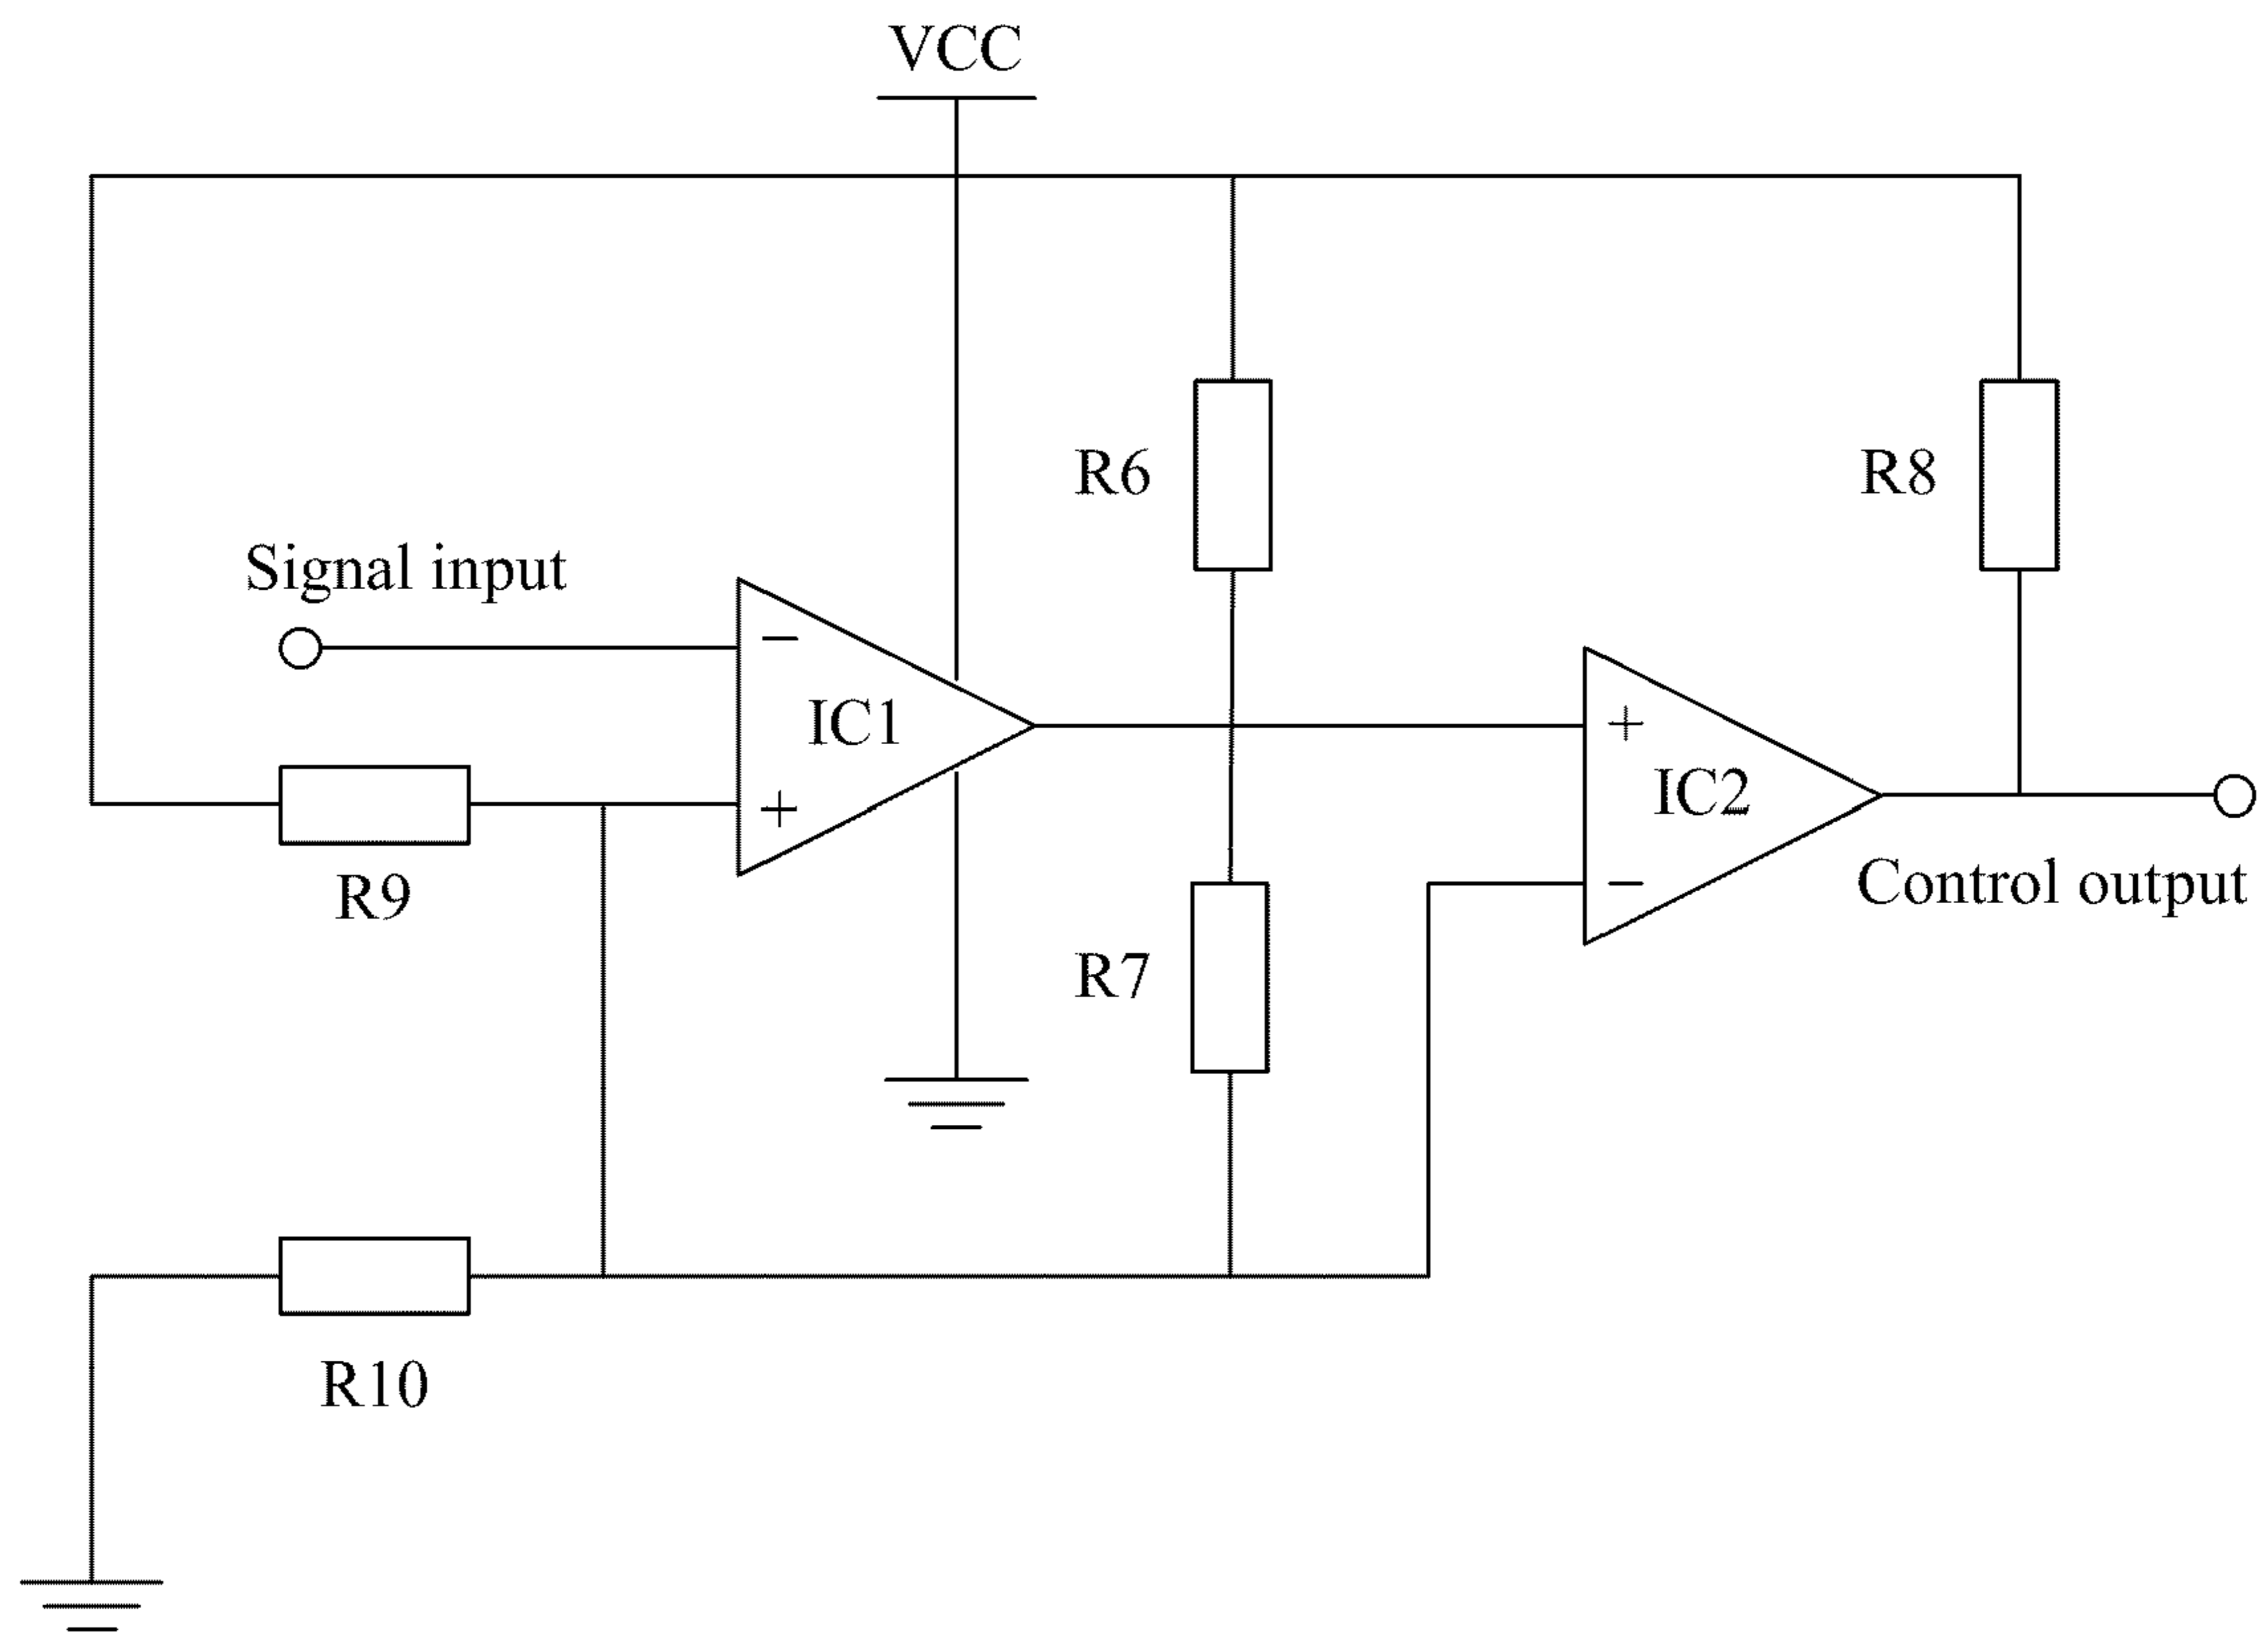 VCC
R6
R8
Signal input
−
IC1
+
+
IC2
−
R9
Control output
R7
R10